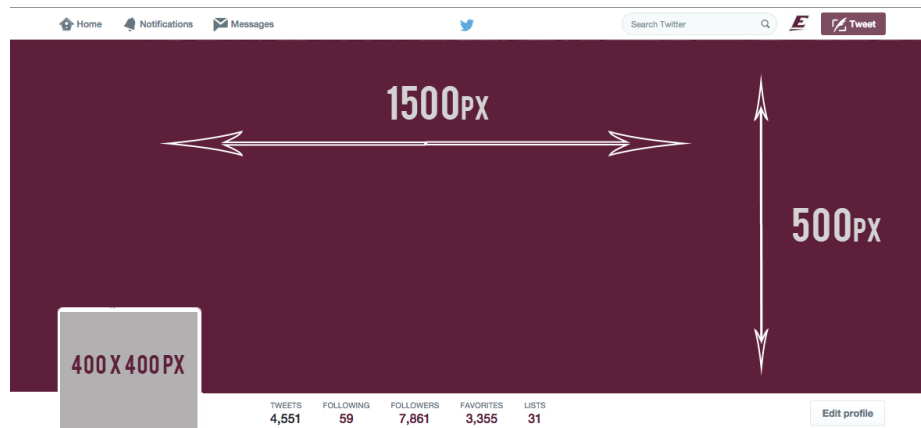 Home Notifications Messages Search Twitter E Tweet
1500PX
500PX
400 X 400 PX
TWEETS FOLLOWING FOLLOWERS FAVORITES LISTS
4,551 59 7,861 3,355 31
Edit profile